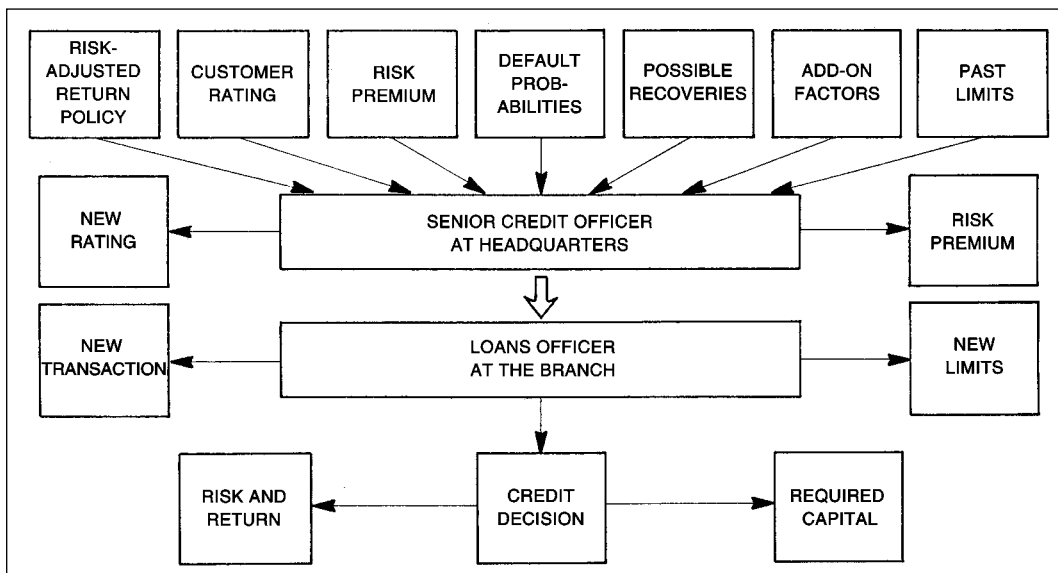 RISK-
ADJUSTED
RETURN
POLICY
CUSTOMER
RATING
RISK
PREMIUM
DEFAULT
PROB-
ABILITIES
POSSIBLE
RECOVERIES
ADD-ON
FACTORS
PAST
LIMITS
NEW
RATING
SENIOR CREDIT OFFICER
AT HEADQUARTERS
RISK
PREMIUM
NEW
TRANSACTION
LOANS OFFICER
AT THE BRANCH
NEW
LIMITS
RISK AND
RETURN
CREDIT
DECISION
REQUIRED
CAPITAL